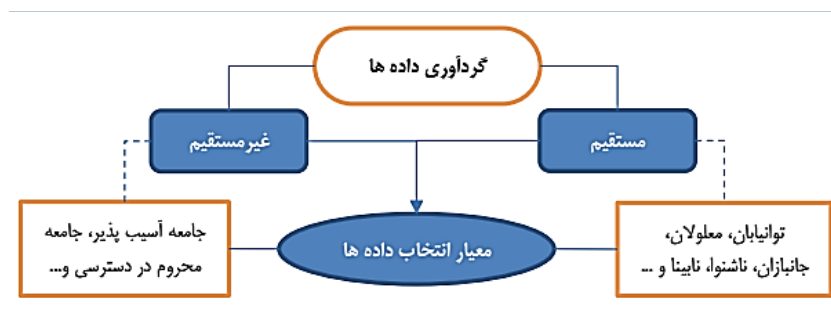 گردآوری داده ها
مستقیم
غیرمستقیم
توانیابان، معلولان،
جانبازان، ناشنوا، نابینا و ...
معیار انتخاب داده ها
جامعه آسیب پذیر، جامعه
محروم در دسترسی و...